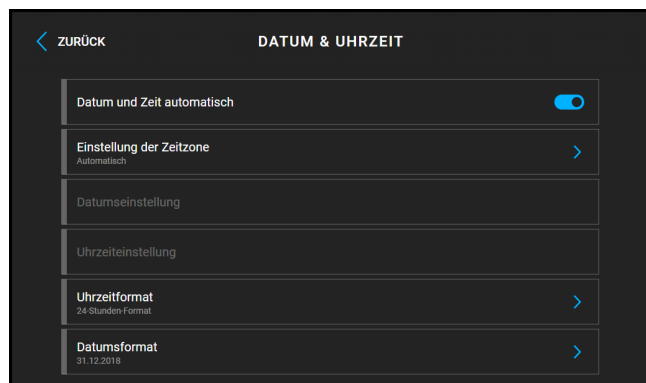 ZURÜCK
DATUM & UHRZEIT
Datum und Zeit automatisch
Einstellung der Zeitzone
Automatisch
Datumseinstellung
Uhrzeiteinstellung
Uhrzeitformat
24-Stunden-Format
Datumsformat
31.12.2018